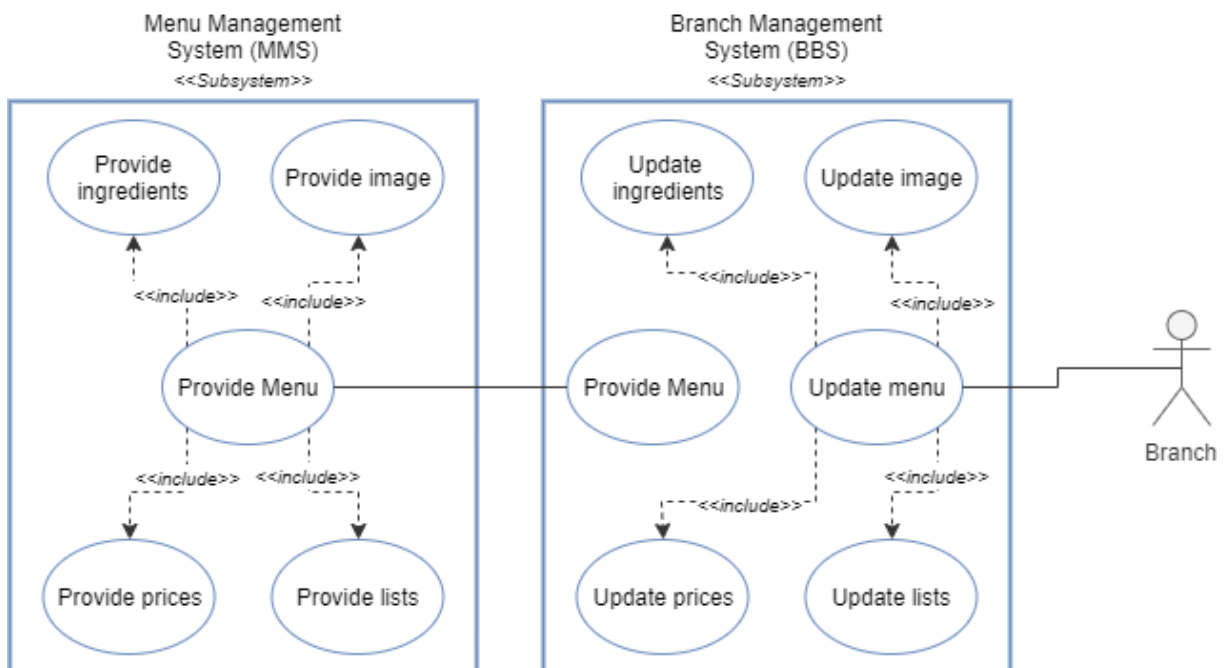 Menu Management
System (MMS)
<<Subsystem>>
Provide
ingredients
Provide image
<<include>>
<<include>>
Provide Menu
<<include>>
<<include>>
Provide prices
Provide lists
Branch Management
System (BBS)
<<Subsystem>>
Update
ingredients
Update image
<<include>>
<<include>>
Provide Menu
Update menu
<<include>>
<<include>>
Update prices
Update lists
Branch